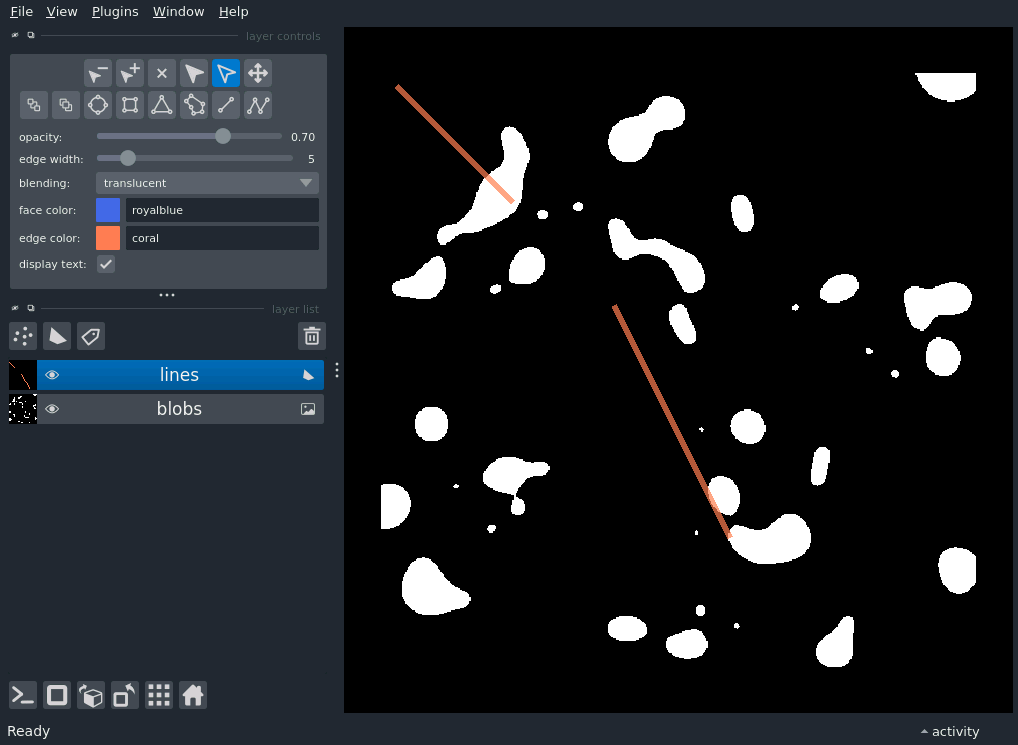 File View Plugins Window Help
layer controls
opacity: 0.70
edge width: 5
blending: translucent
face color: royalblue
edge color: coral
display text:
layer list
lines
blobs
Ready activity